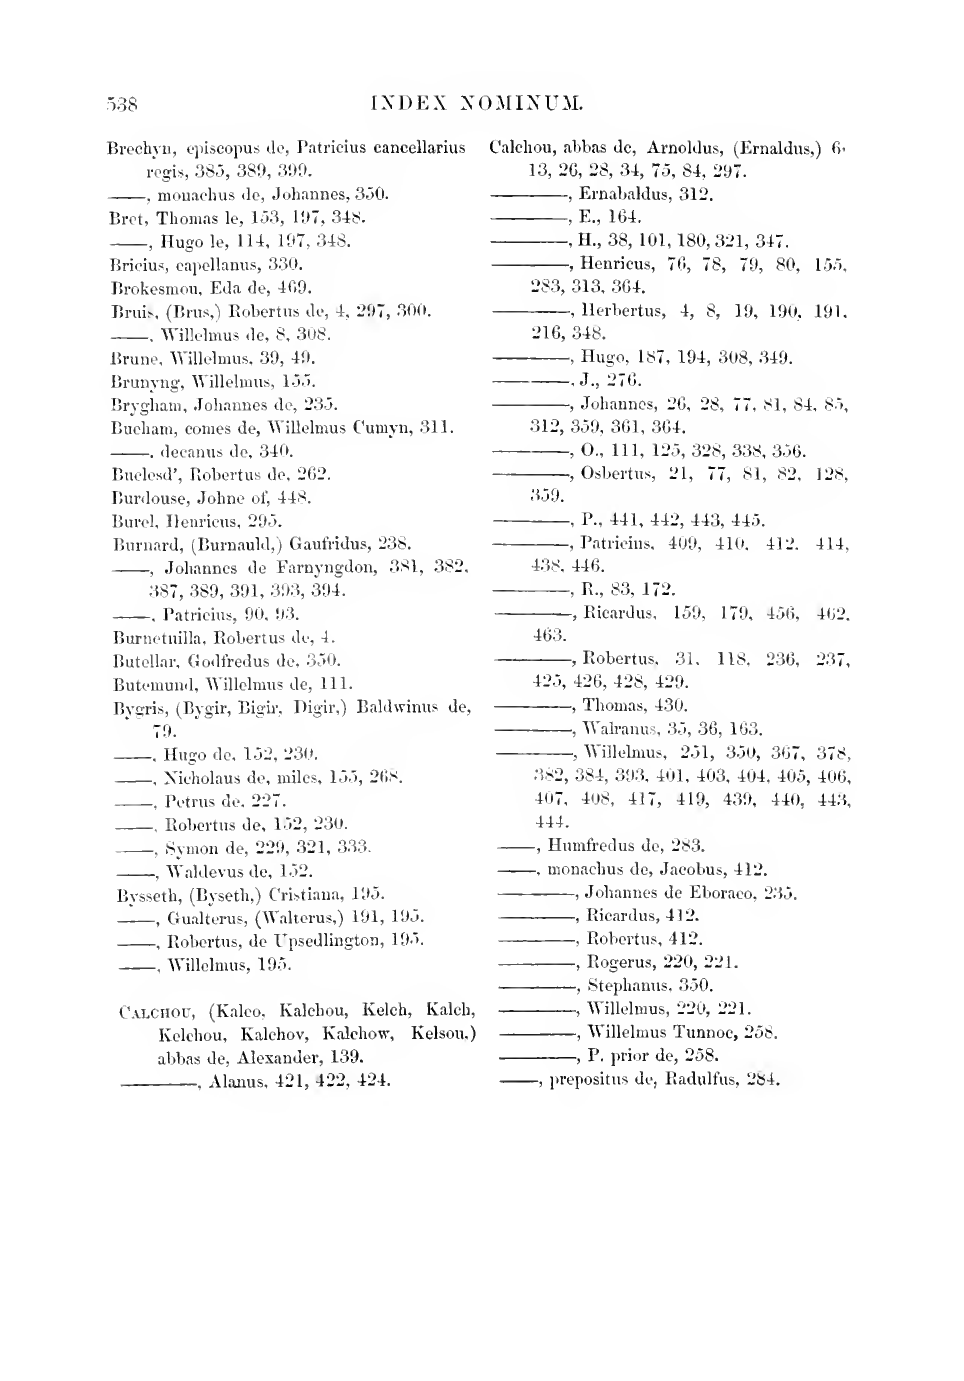 538 INDEX NOMINUM.
Brechyn, episcopus de, Patricius cancellarius
regis, 385, 389, 399.
——, monachus de, Johannes, 350.
Bret, Thomas le, 153, 197, 348.
——, Hugo le, 114, 197, 348.
Bricius, capellanus, 330.
Brokesmou, Eda de, 469.
Bruis, (Brus,) Robertus de, 4, 297, 300.
——, Willelmus de, 8, 308.
Brune, Willelmus, 39, 49.
Brunyng, Willelmus, 155.
Brygham, Johannes de, 235.
Bucham, comes de, Willelmus Cumyn, 311.
——, decanus de, 340.
Buclesd', Robertus de, 262.
Burdouse, Johne of, 448.
Burel, Henricus, 295.
Burnard, (Burnauld,) Gaufridus, 238.
——, Johannes de Farnyngdon, 381, 382,
387, 389, 391, 393, 394.
——, Patricius, 90, 93.
Burnetuilla, Robertus de, 4.
Butellar, Godfredus de, 350.
Butemund, Willelmus de, 111.
Bygris, (Bygir, Bigir, Digir,) Baldwinus de,
79.
——, Hugo de, 152, 230.
——, Nicholaus de, miles, 155, 268.
——, Petrus de, 227.
——, Robertus de, 152, 230.
——, Symon de, 229, 321, 333.
——, Waldevus de, 152.
Bysseth, (Byseth,) Cristiana, 195.
——, Gualterus, (Walterus,) 191, 195.
——, Robertus, de Upsedlington, 195.
——, Willelmus, 195.
CALCHOU, (Kalco, Kalchou, Kelch, Kalch,
Kelchou, Kalchov, Kalchow, Kelsou,)
abbas de, Alexander, 139.
————, Alanus, 421, 422, 424.
Calchou, abbas de, Arnoldus, (Ernaldus,) 6,
13, 26, 28, 34, 75, 84, 297.
————, Ernabaldus, 312.
————, E., 164.
————, H., 38, 101, 180, 321, 347.
————, Henricus, 76, 78, 79, 80, 155,
283, 313, 364.
————, Herbertus, 4, 8, 19, 190, 191,
216, 348.
————, Hugo, 187, 194, 308, 349.
————, J., 276.
————, Johannes, 26, 28, 77, 81, 84, 85,
312, 359, 361, 364.
————, O., 111, 125, 328, 338, 356.
————, Osbertus, 21, 77, 81, 82, 128,
359.
————, P., 441, 442, 443, 445.
————, Patricius, 409, 410, 412, 414,
438, 446.
————, R., 83, 172.
————, Ricardus, 159, 179, 456, 462,
463.
————, Robertus, 31, 118, 236, 237,
425, 426, 428, 429.
————, Thomas, 430.
————, Walranus, 35, 36, 163.
————, Willelmus, 251, 350, 367, 378,
382, 384, 393, 401, 403, 404, 405, 406,
407, 408, 417, 419, 439, 440, 443,
444.
——, Humfredus de, 283.
——, monachus de, Jacobus, 412.
————, Johannes de Eboraco, 235.
————, Ricardus, 412.
————, Robertus, 412.
————, Rogerus, 220, 221.
————, Stephanus, 350.
————, Willelmus, 220, 221.
————, Willelmus Tunnoc, 258.
————, P. prior de, 258.
——, prepositus de, Radulfus, 284.